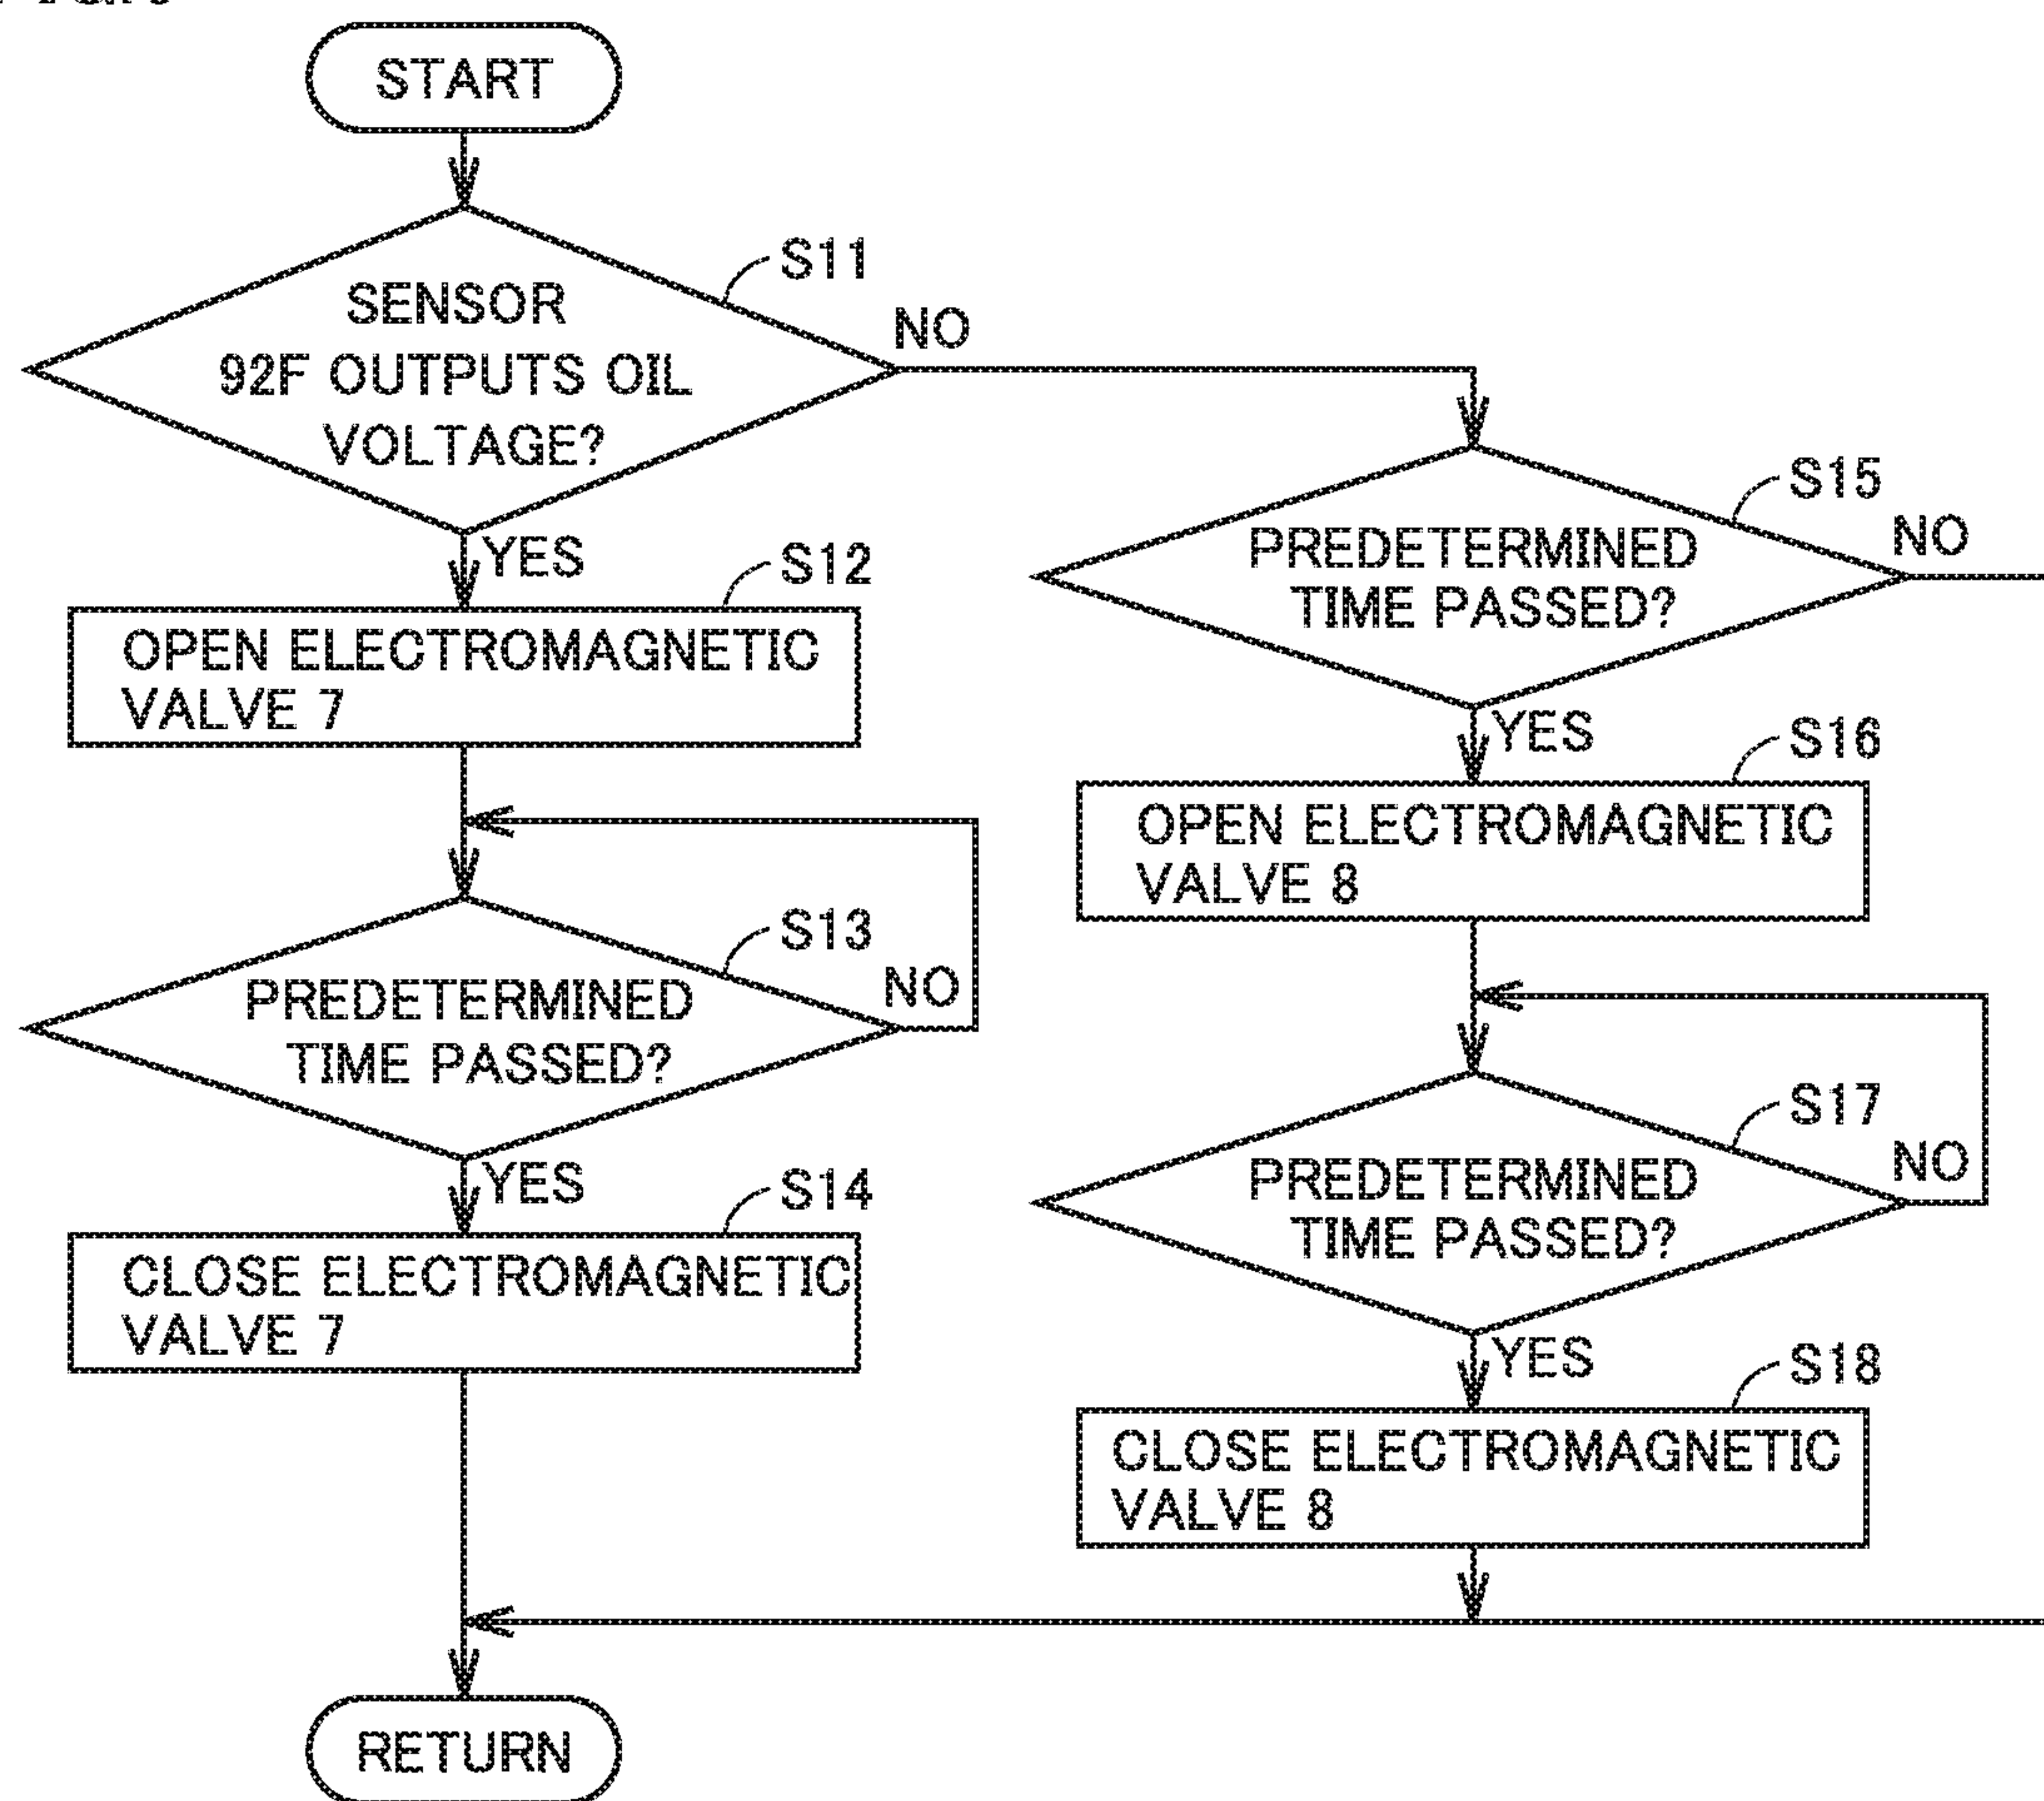 START
S11
SENSOR
92F OUTPUTS OIL
VOLTAGE?
NO
YES
S12
OPEN ELECTROMAGNETIC
VALVE 7
S13
PREDETERMINED
TIME PASSED?
NO
YES
S14
CLOSE ELECTROMAGNETIC
VALVE 7
S15
PREDETERMINED
TIME PASSED?
NO
YES
S16
OPEN ELECTROMAGNETIC
VALVE 8
S17
PREDETERMINED
TIME PASSED?
NO
YES
S18
CLOSE ELECTROMAGNETIC
VALVE 8
RETURN